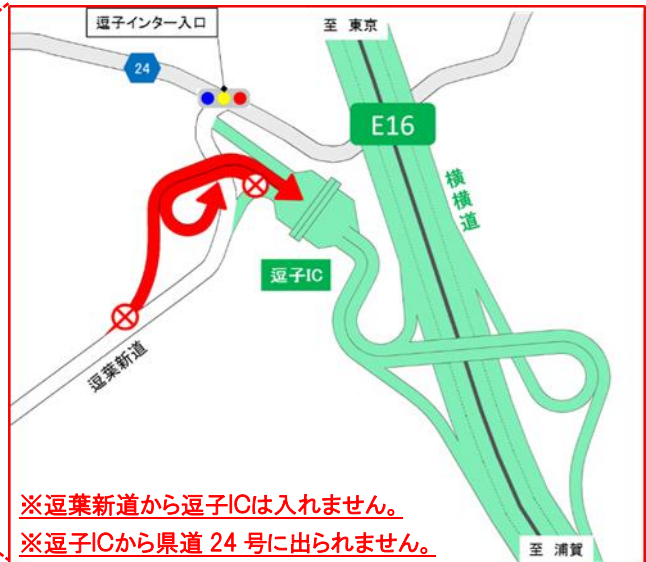 逗子インター入口
至 東京
24
E16
横横道
逗子IC
逗葉新道
※逗葉新道から逗子ICは入れません。
※逗子ICから県道 24 号に出られません。
至 浦賀